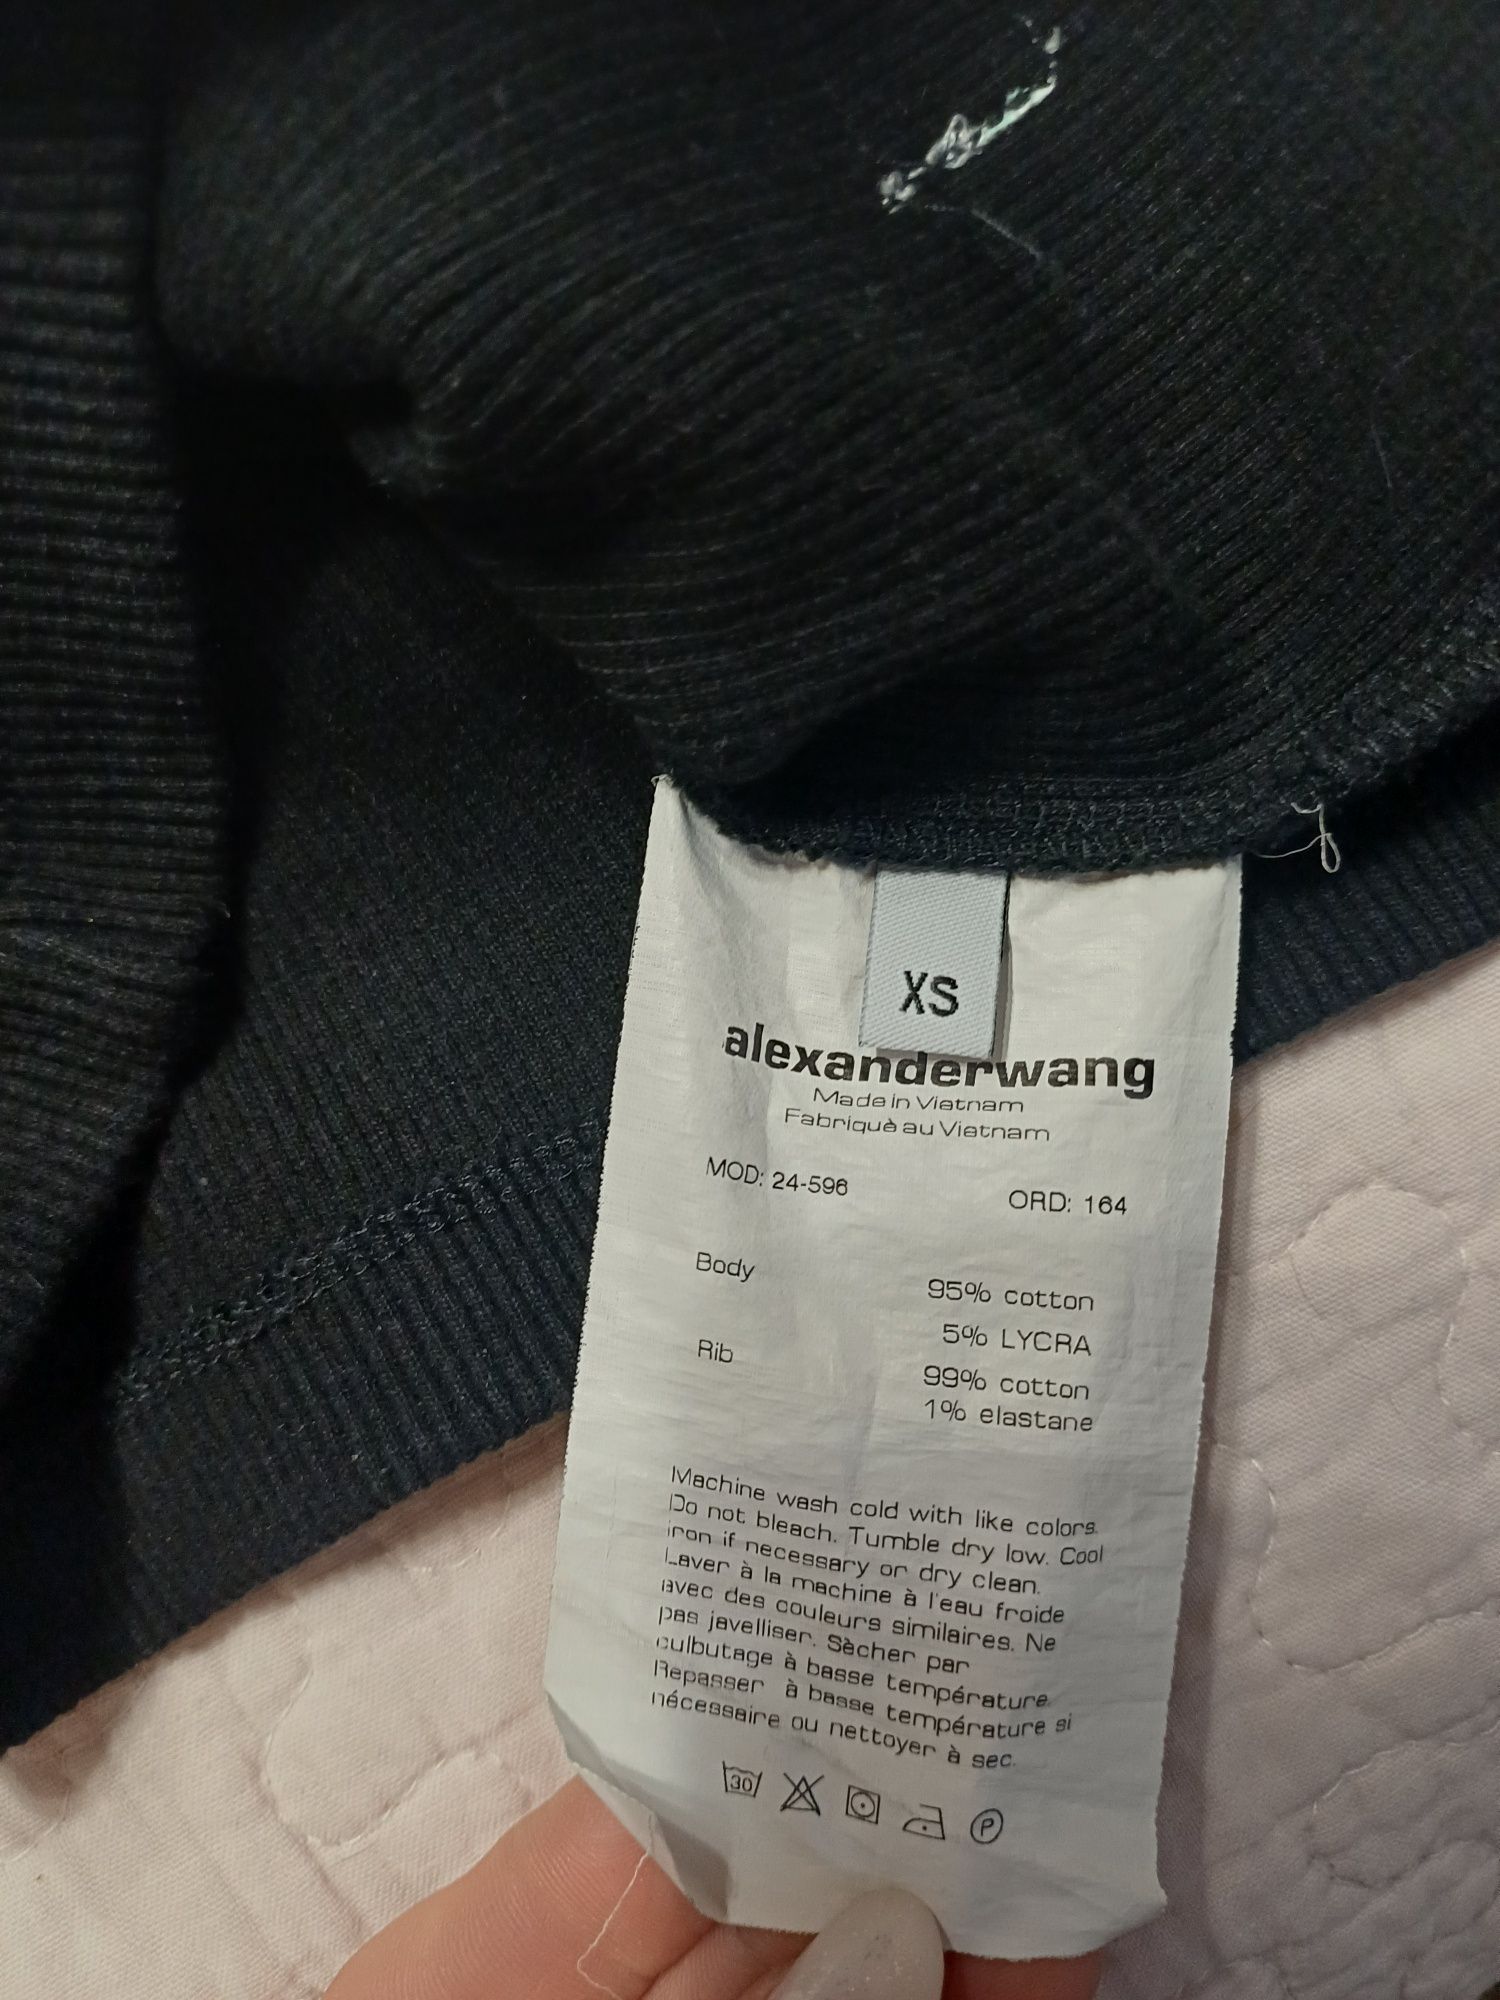 XS
alexanderwang
Made in Vietnam
Fabriquè au Vietnam
MOD: 24-596 ORD: 164
Body 95% cotton
5% LYCRA
Rib 99% cotton
1% elastane
Machine wash cold with like colors.
Do not bleach. Tumble dry low. Cool
iron if necessary or dry clean.
Laver à la machine à l'eau froide
avec des couleurs similaires. Ne
pas javelliser. Sècher par
culbutage à basse température.
Repasser à basse température si
nécessaire ou nettoyer à sec.
30
P